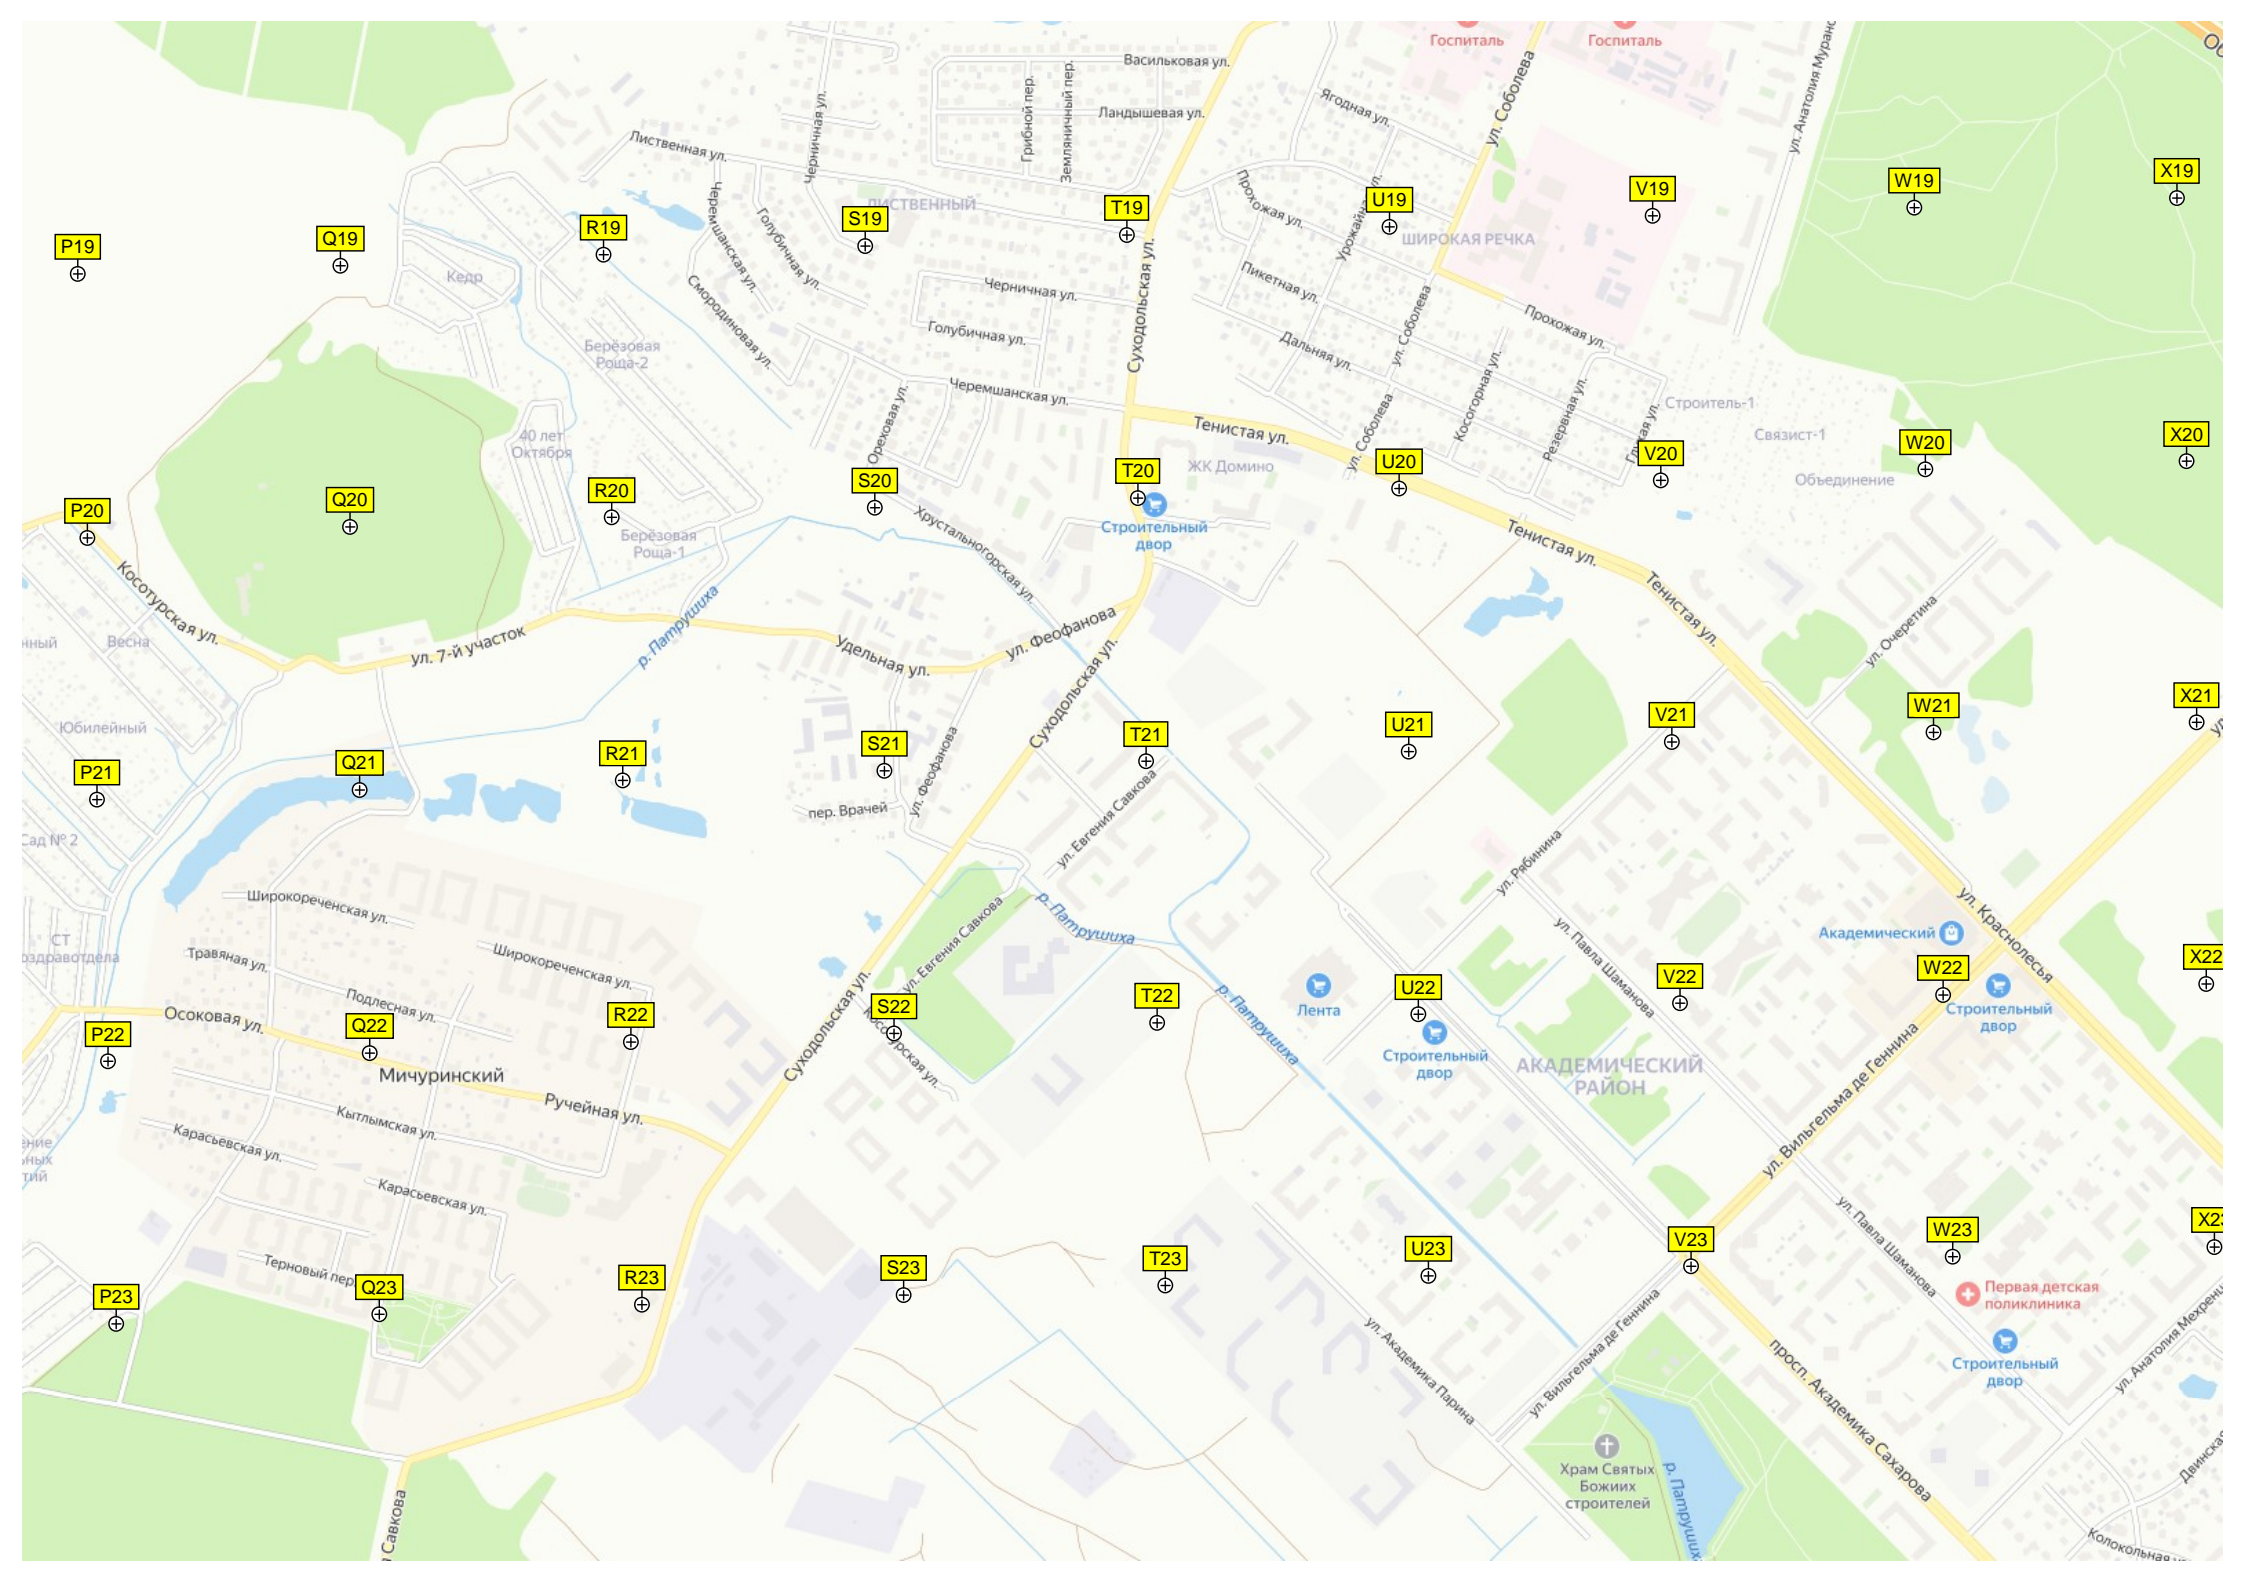 Госпиталь
Госпиталь
Васильковая ул.
Ландышевая ул.
Грибной пер.
Земляничный пер.
Черничная ул.
Ягодная ул.
ул. Соболева
Лиственная ул.
ЛИСТВЕННЫЙ
Черемшанская ул.
Голубичная ул.
Смородиновая ул.
Прохожая ул.
Урожайная ул.
ШИРОКАЯ РЕЧКА
P19
Q19
R19
S19
T19
U19
V19
W19
X19
Кедр
Берёзовая
Роща-2
Черничная ул.
Голубичная ул.
Черемшанская ул.
Суходольская ул.
Пикетная ул.
Дальняя ул.
ул. Соболева
Прохожая ул.
Косогорная ул.
Резервная ул.
Глухая ул.
ул. Соболева
Строитель-1
Связист-1
Объединение
40 лет
Октября
Ореховая ул.
Тенистая ул.
ЖК Домино
P20
Q20
R20
S20
T20
U20
V20
W20
X20
Берёзовая
Роща-1
Хрустальногорская ул.
Строительный
двор
Тенистая ул.
Тенистая ул.
Косотурская ул.
Весна
ул. 7-й участок
р. Патрушиха
Удельная ул.
ул. Феофанова
Суходольская ул.
ул. Очеретина
Юбилейный
P21
Q21
R21
S21
T21
U21
V21
W21
X21
ул. Феофанова
пер. Врачей
ул. Евгения Савкова
Сад № 2
ул. Рябинина
Широкореченская ул.
Широкореченская ул.
Травяная ул.
Подлесная ул.
СТ
ул. Евгения Савкова
р. Патрушиха
ул. Павла Шаманова
Академический
ул. Краснолесья
P22
Q22
R22
S22
T22
U22
V22
W22
X22
Осоковая ул.
Мичуринский
Ручейная ул.
Суходольская ул.
р. Патрушиха
Лента
Строительный
двор
Строительный
двор
АКАДЕМИЧЕСКИЙ
РАЙОН
ул. Вильгельма де Геннина
Кытлымская ул.
Карасьевская ул.
Карасьевская ул.
Терновый пер.
P23
Q23
R23
S23
T23
U23
V23
W23
ул. Павла Шаманова
Первая детская
поликлиника
Строительный
двор
ул. Академика Парина
ул. Вильгельма де Геннина
просп. Академика Сахарова
Храм Святых
Божиих
строителей
р. Патрушиха
Савкова